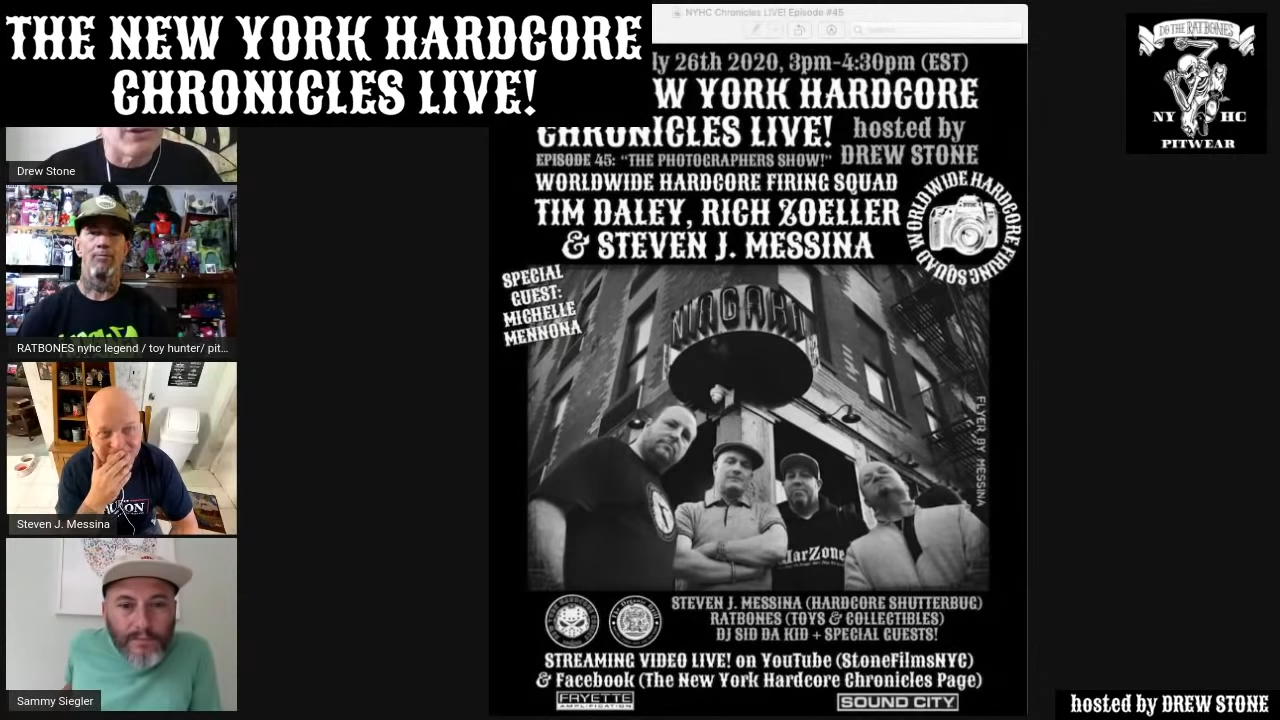 THE NEW YORK HARDCORE
CHRONICLES LIVE!
NYHC Chronicles LIVE! Episode #45
Search
DO THE RATBONES
NY HC
PITWEAR
ly 26th 2020, 3pm-4:30pm (EST)
W YORK HARDCORE
CHRONICLES LIVE! hosted by
DREW STONE
EPISODE 45: "THE PHOTOGRAPHERS SHOW!"
WORLDWIDE HARDCORE FIRING SQUAD
TIM DALEY, RICH ZOELLER
& STEVEN J. MESSINA
WORLDWIDE HARDCORE FIRING SQUAD
SPECIAL
GUEST:
MICHELLE
MENNONA
NIAGARA
WarZone
FLYER BY MESSINA
STEVEN J. MESSINA (HARDCORE SHUTTERBUG)
RATBONES (TOYS & COLLECTIBLES)
DJ SID DA KID + SPECIAL GUESTS!
STREAMING VIDEO LIVE! on YouTube (StoneFilmsNYC)
& Facebook (The New York Hardcore Chronicles Page)
FRYETTE
AMPLIFICATION
SOUND CITY
Drew Stone
RATBONES nyhc legend / toy hunter/ pit...
Steven J. Messina
Sammy Siegler
hosted by DREW STONE